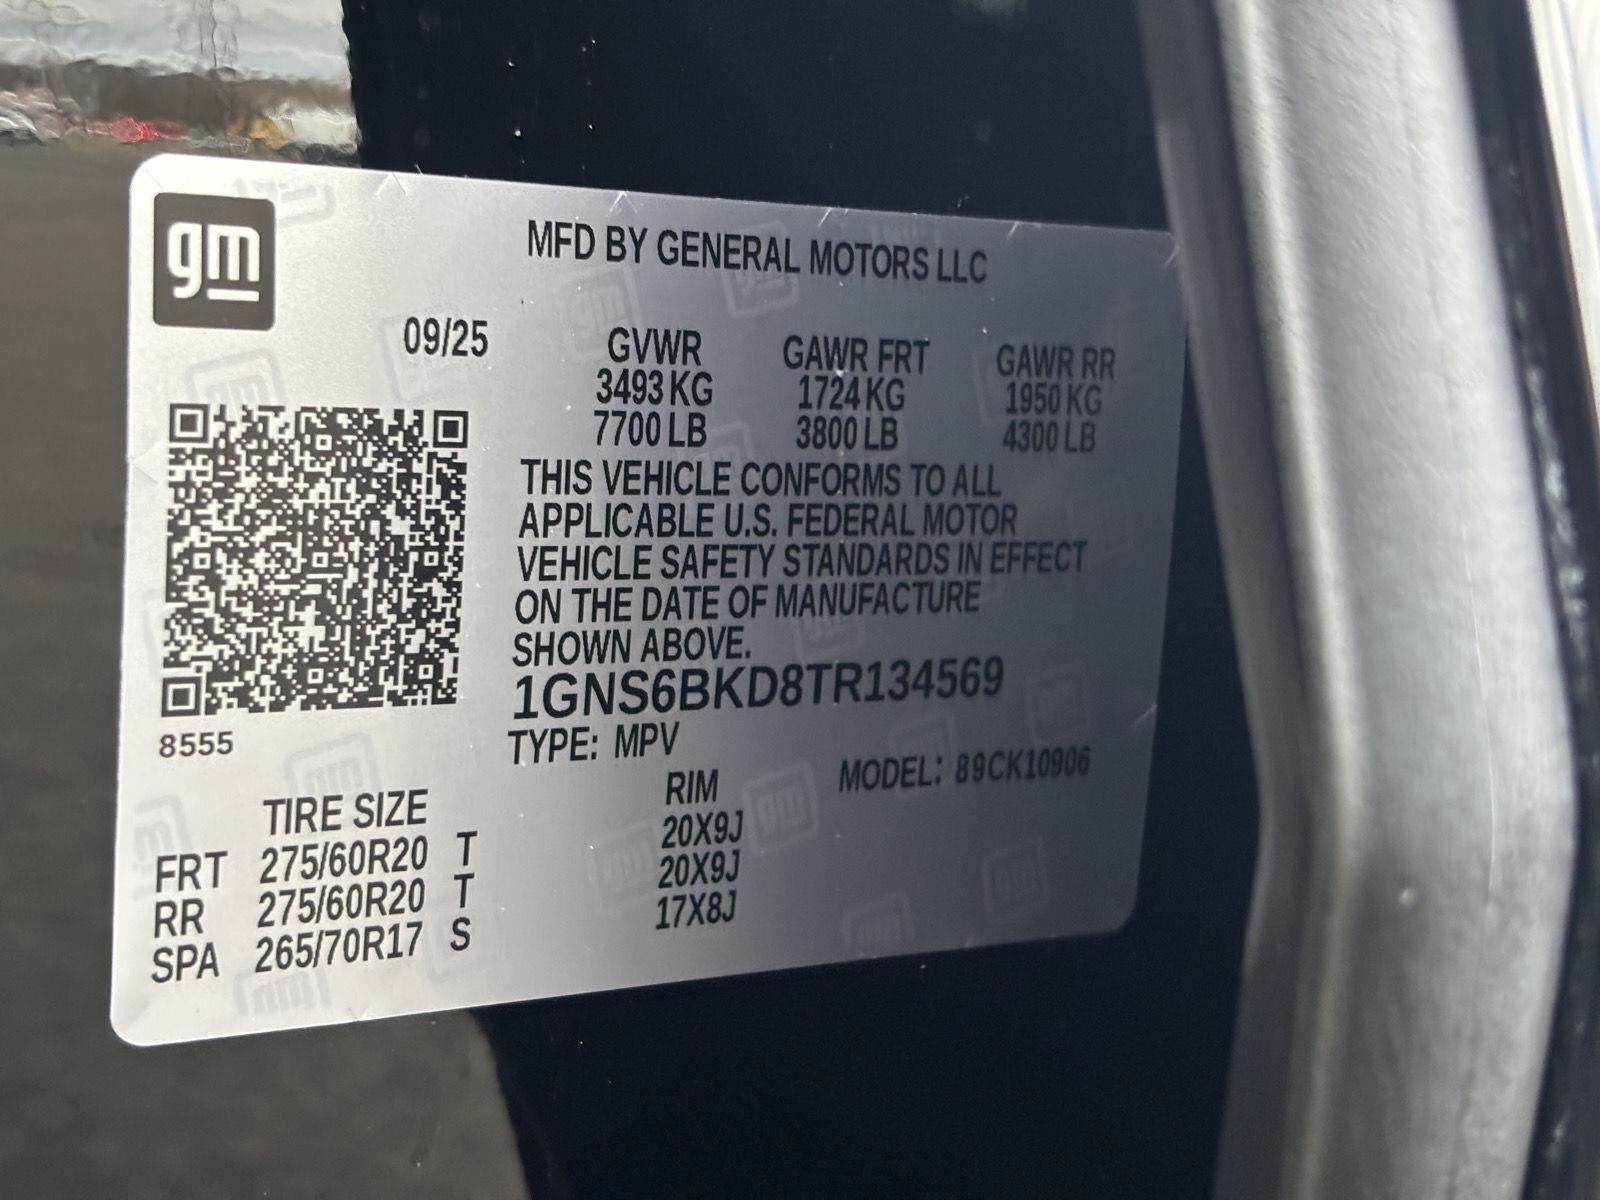 gm
MFD BY GENERAL MOTORS LLC
09/25
GVWR GAWR FRT GAWR RR
3493 KG 1724 KG 1950 KG
7700 LB 3800 LB 4300 LB
THIS VEHICLE CONFORMS TO ALL
APPLICABLE U.S. FEDERAL MOTOR
VEHICLE SAFETY STANDARDS IN EFFECT
ON THE DATE OF MANUFACTURE
SHOWN ABOVE.
1GNS6BKD8TR134569
8555
TYPE: MPV
MODEL: 89CK10906
TIRE SIZE RIM
FRT 275/60R20 T 20X9J
RR 275/60R20 T 20X9J
SPA 265/70R17 S 17X8J